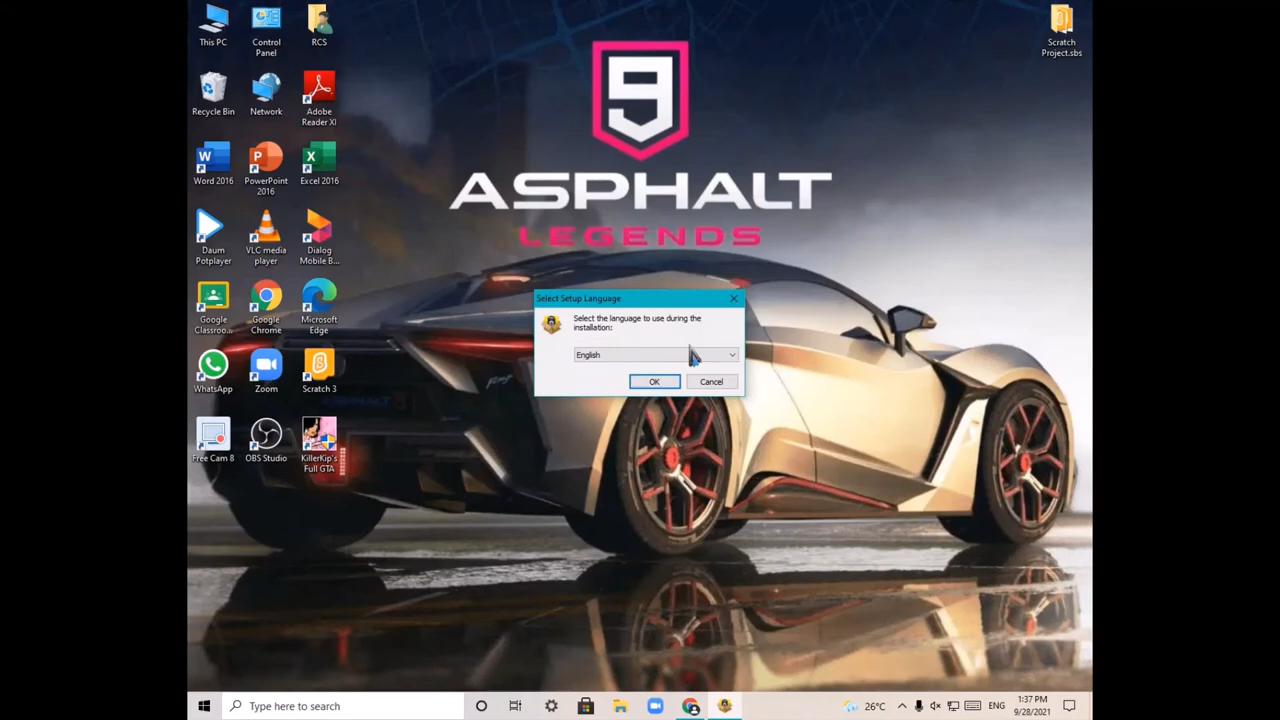 This PC
Control
Panel
RCS
Scratch
Project.sbs
Recycle Bin
Network
Adobe
Reader XI
9
ASPHALT
LEGENDS
Word 2016
PowerPoint
2016
Excel 2016
Daum
Potplayer
VLC media
player
Dialog
Mobile B...
Google
Classroo...
Google
Chrome
Microsoft
Edge
WhatsApp
Zoom
Scratch 3
Free Cam 8
OBS Studio
KillerKip's
Full GTA
Select Setup Language
Select the language to use during the
installation:
English
OK
Cancel
Type here to search
26°C
ENG
1:37 PM
9/28/2021